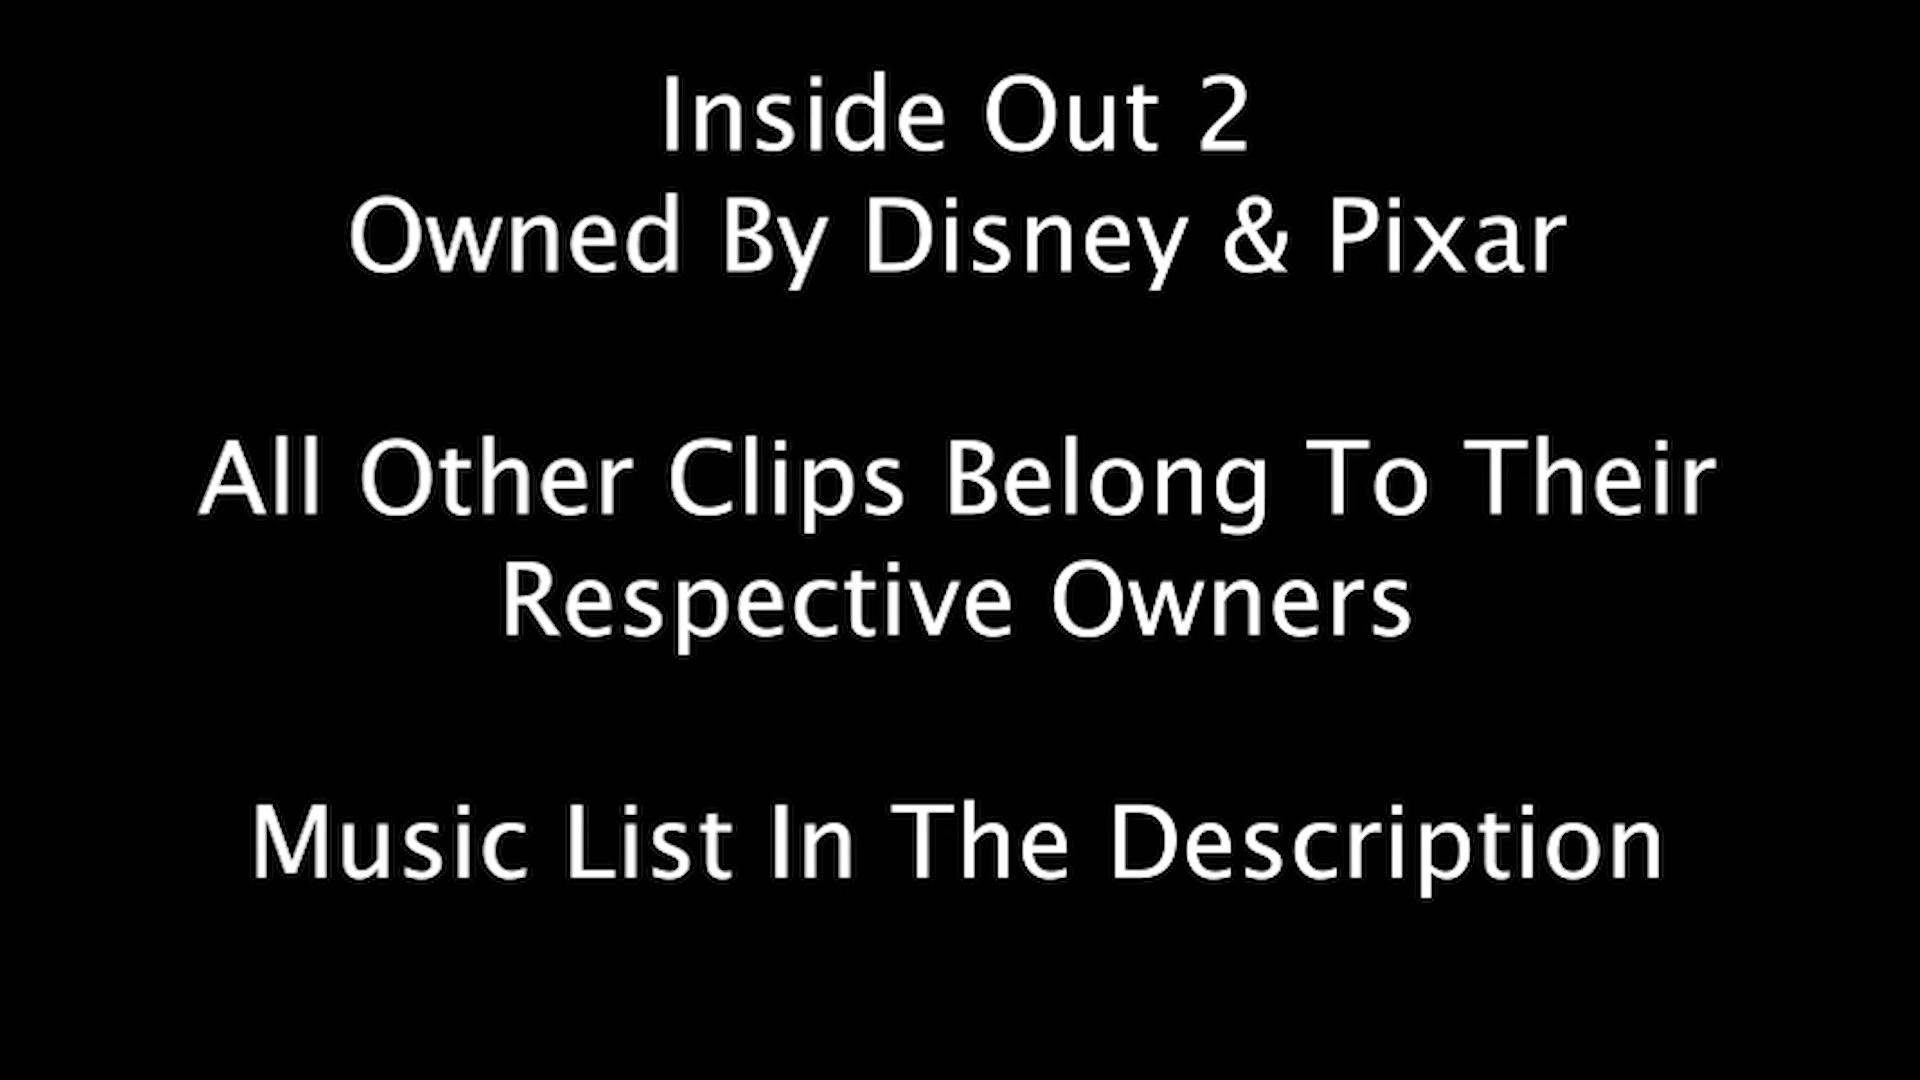 Inside Out 2
Owned By Disney & Pixar
All Other Clips Belong To Their
Respective Owners
Music List In The Description